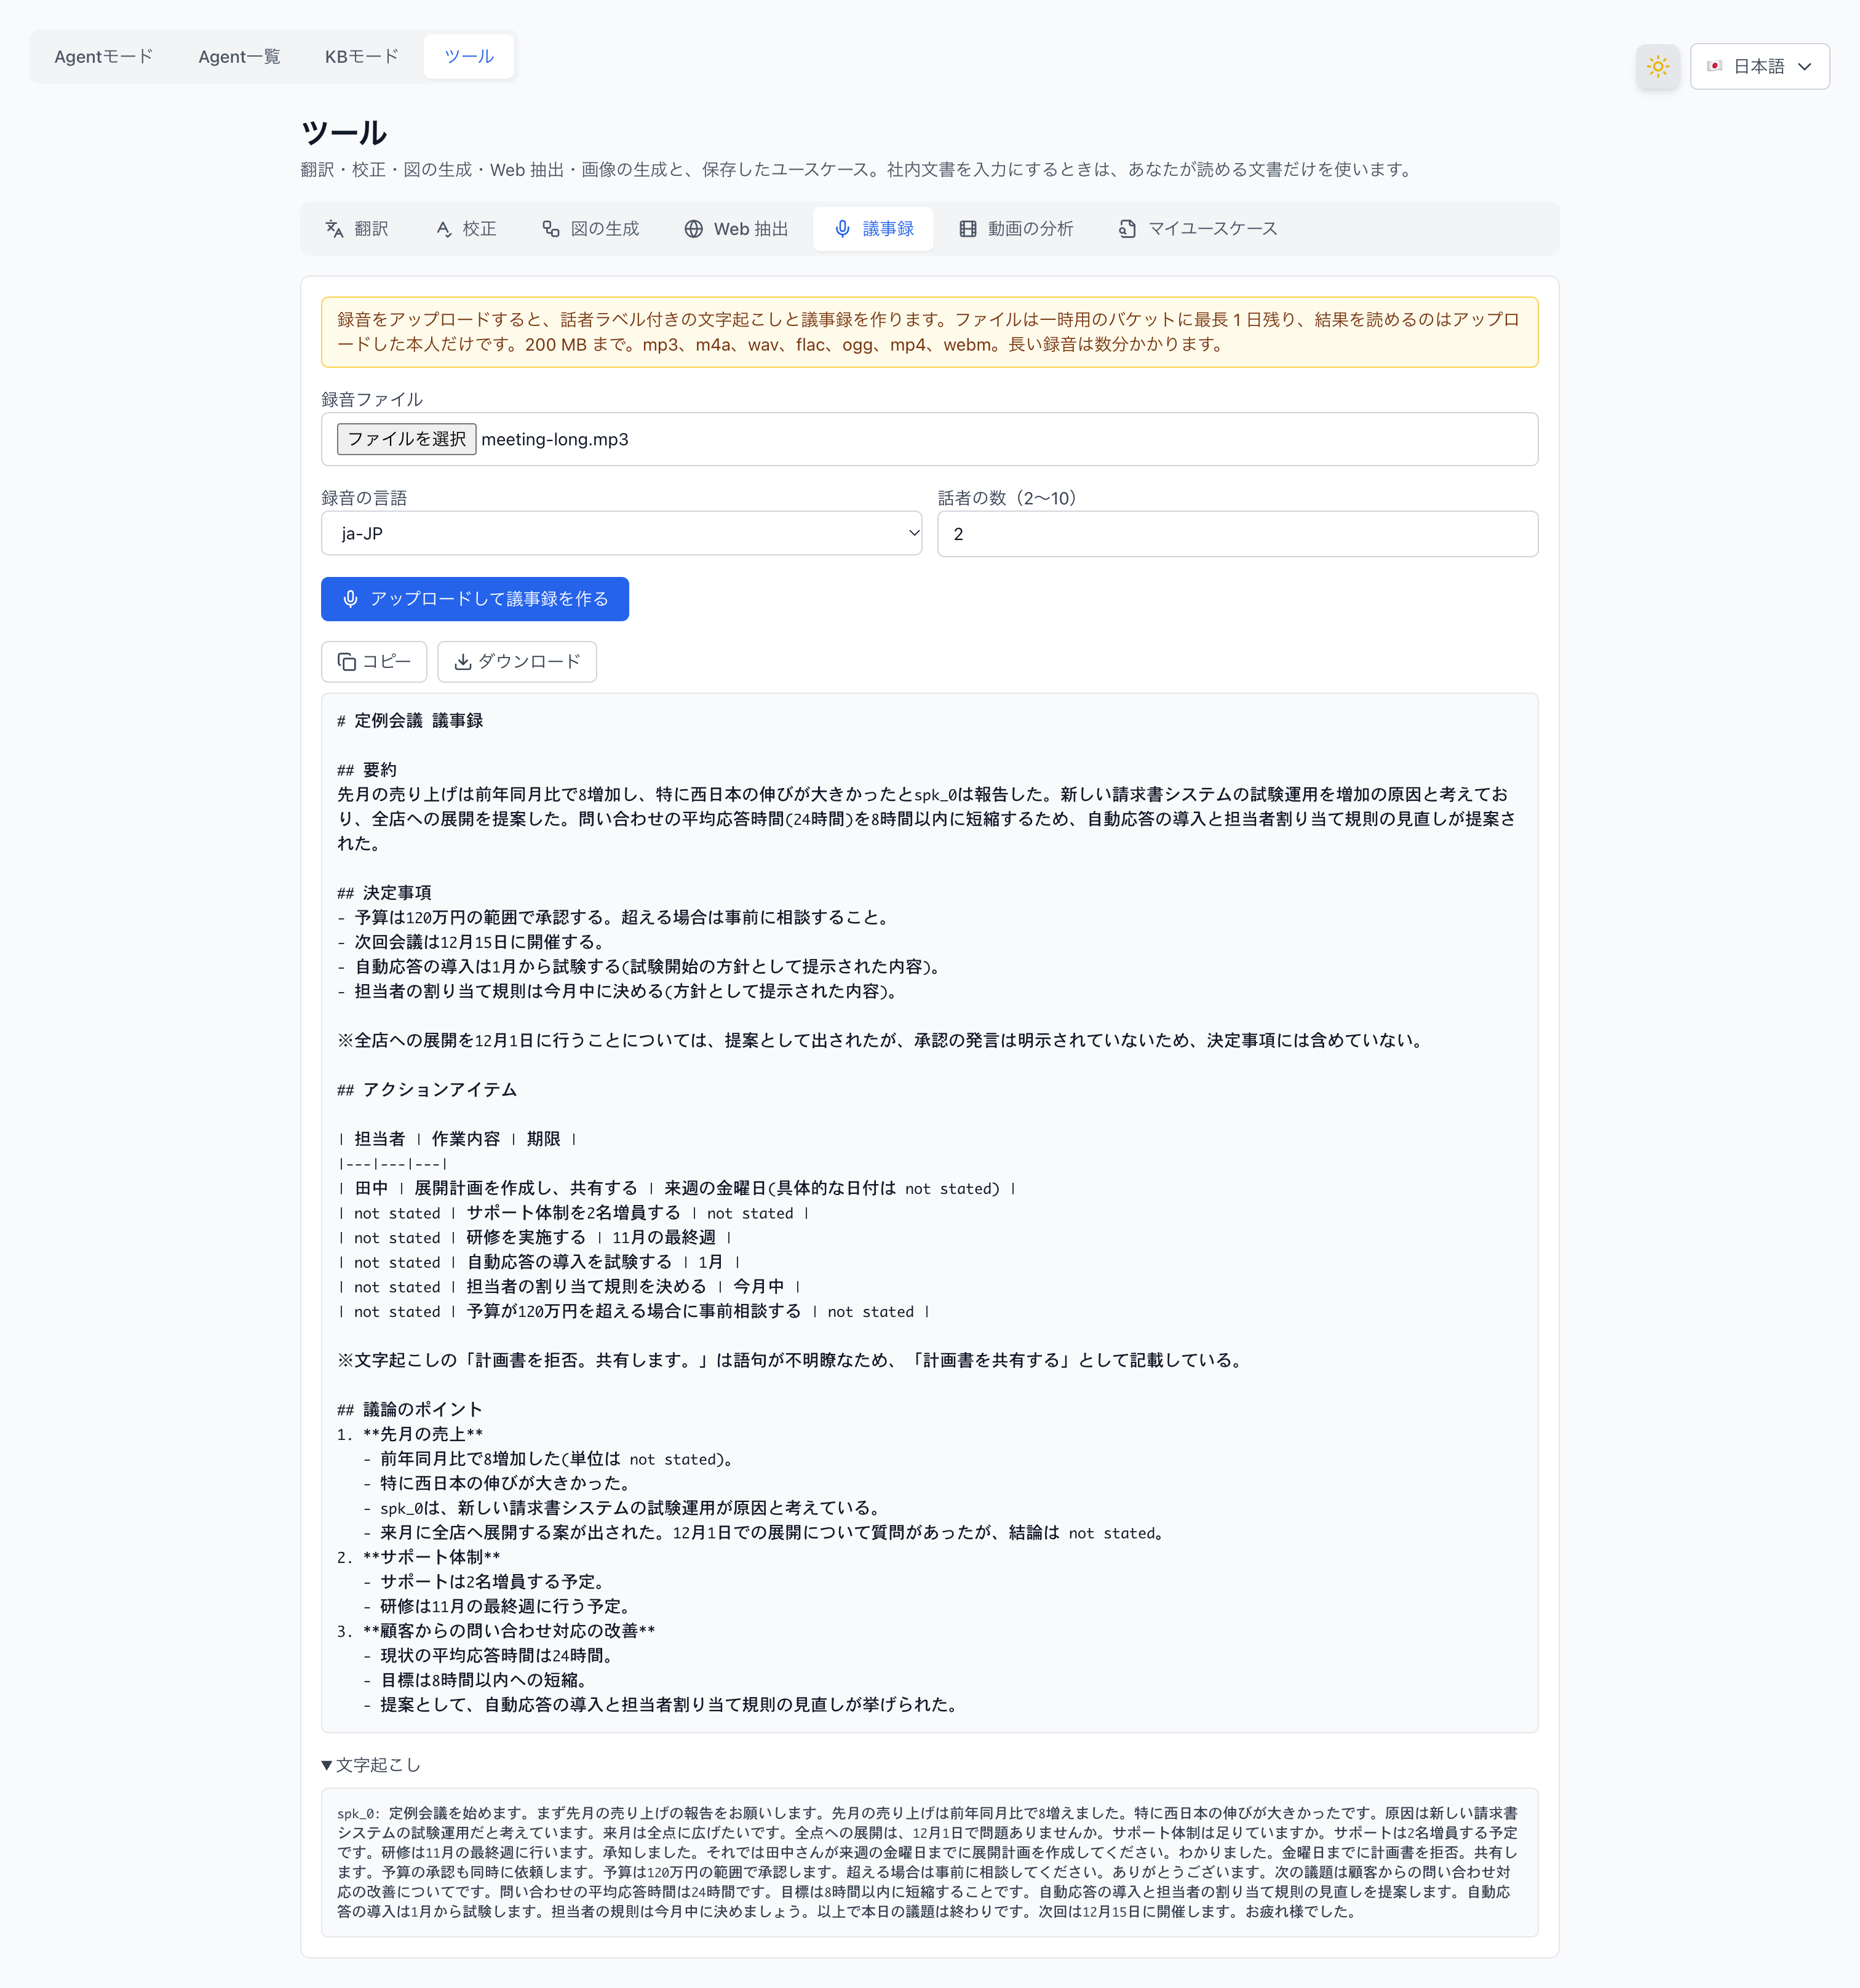 Agentモード Agent一覧 KBモード ツール
日本語
ツール
翻訳・校正・図の生成・Web 抽出・画像の生成と、保存したユースケース。社内文書を入力にするときは、あなたが読める文書だけを使います。
翻訳 校正 図の生成 Web 抽出 議事録 動画の分析 マイユースケース
録音をアップロードすると、話者ラベル付きの文字起こしと議事録を作ります。ファイルは一時用のバケットに最長 1 日残り、結果を読めるのはアップロ
ードした本人だけです。200 MB まで。mp3、m4a、wav、flac、ogg、mp4、webm。長い録音は数分かかります。
録音ファイル
ファイルを選択 meeting-long.mp3
録音の言語 話者の数（2〜10）
ja-JP 2
アップロードして議事録を作る
コピー ダウンロード
# 定例会議 議事録
## 要約
先月の売り上げは前年同月比で8増加し、特に西日本の伸びが大きかったとspk_0は報告した。新しい請求書システムの試験運用を増加の原因と考えてお
り、全店への展開を提案した。問い合わせの平均応答時間(24時間)を8時間以内に短縮するため、自動応答の導入と担当者割り当て規則の見直しが提案さ
れた。
## 決定事項
- 予算は120万円の範囲で承認する。超える場合は事前に相談すること。
- 次回会議は12月15日に開催する。
- 自動応答の導入は1月から試験する(試験開始の方針として提示された内容)。
- 担当者の割り当て規則は今月中に決める(方針として提示された内容)。
※全店への展開を12月1日に行うことについては、提案として出されたが、承認の発言は明示されていないため、決定事項には含めていない。
## アクションアイテム
| 担当者 | 作業内容 | 期限 |
|---|---|---|
| 田中 | 展開計画を作成し、共有する | 来週の金曜日(具体的な日付は not stated) |
| not stated | サポート体制を2名増員する | not stated |
| not stated | 研修を実施する | 11月の最終週 |
| not stated | 自動応答の導入を試験する | 1月 |
| not stated | 担当者の割り当て規則を決める | 今月中 |
| not stated | 予算が120万円を超える場合に事前相談する | not stated |
※文字起こしの「計画書を拒否。共有します。」は語句が不明瞭なため、「計画書を共有する」として記載している。
## 議論のポイント
1. **先月の売上**
- 前年同月比で8増加した(単位は not stated)。
- 特に西日本の伸びが大きかった。
- spk_0は、新しい請求書システムの試験運用が原因と考えている。
- 来月に全店へ展開する案が出された。12月1日での展開について質問があったが、結論は not stated。
2. **サポート体制**
- サポートは2名増員する予定。
- 研修は11月の最終週に行う予定。
3. **顧客からの問い合わせ対応の改善**
- 現状の平均応答時間は24時間。
- 目標は8時間以内への短縮。
- 提案として、自動応答の導入と担当者割り当て規則の見直しが挙げられた。
▼文字起こし
spk_0: 定例会議を始めます。まず先月の売り上げの報告をお願いします。先月の売り上げは前年同月比で8増えました。特に西日本の伸びが大きかったです。原因は新しい請求書
システムの試験運用だと考えています。来月は全点に広げたいです。全点への展開は、12月1日で問題ありませんか。サポート体制は足りていますか。サポートは2名増員する予定
です。研修は11月の最終週に行います。承知しました。それでは田中さんが来週の金曜日までに展開計画を作成してください。わかりました。金曜日までに計画書を拒否。共有し
ます。予算の承認も同時に依頼します。予算は120万円の範囲で承認します。超える場合は事前に相談してください。ありがとうございます。次の議題は顧客からの問い合わせ対
応の改善についてです。問い合わせの平均応答時間は24時間です。目標は8時間以内に短縮することです。自動応答の導入と担当者の割り当て規則の見直しを提案します。自動応
答の導入は1月から試験します。担当者の規則は今月中に決めましょう。以上で本日の議題は終わりです。次回は12月15日に開催します。お疲れ様でした。